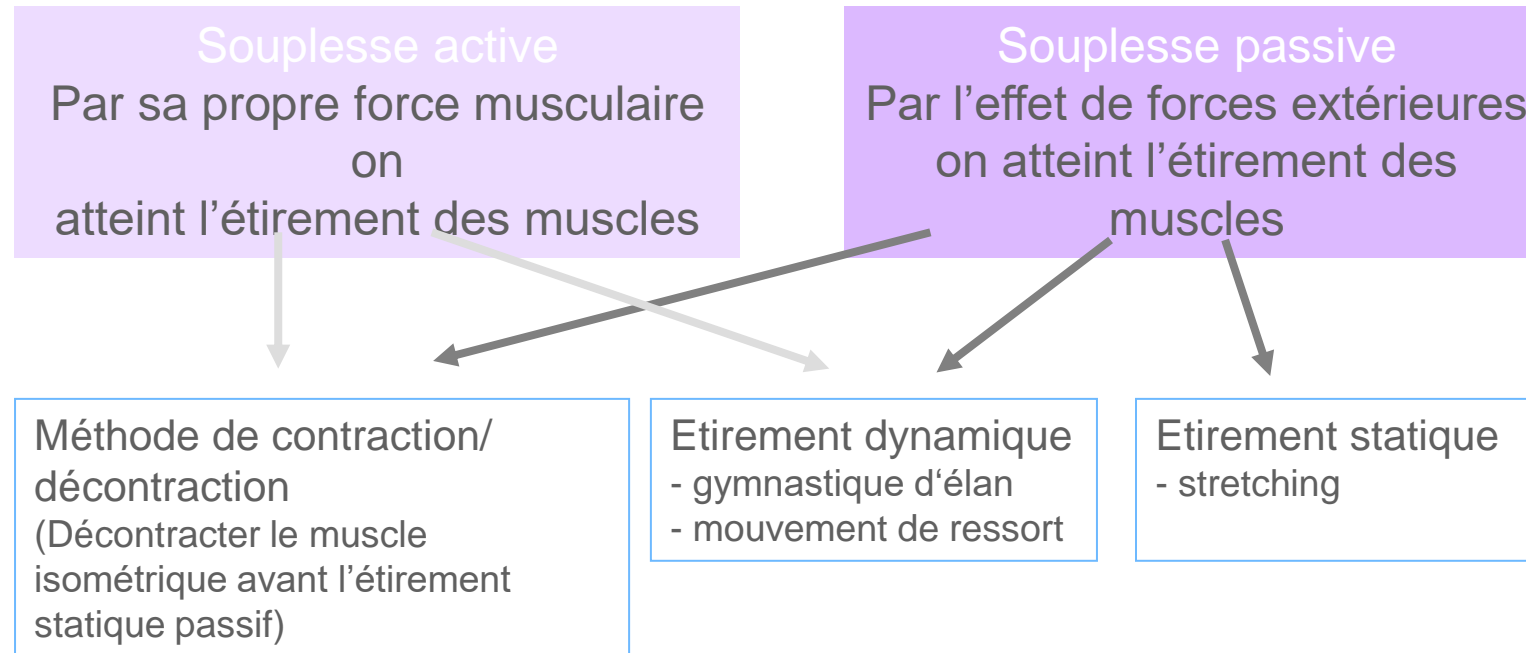 Souplesse active
Par sa propre force musculaire
on
atteint l’étirement des muscles
Souplesse passive
Par l’effet de forces extérieures
on atteint l’étirement des
muscles
Méthode de contraction/
décontraction
(Décontracter le muscle
isométrique avant l’étirement
statique passif)
Etirement dynamique
- gymnastique d‘élan
- mouvement de ressort
Etirement statique
- stretching